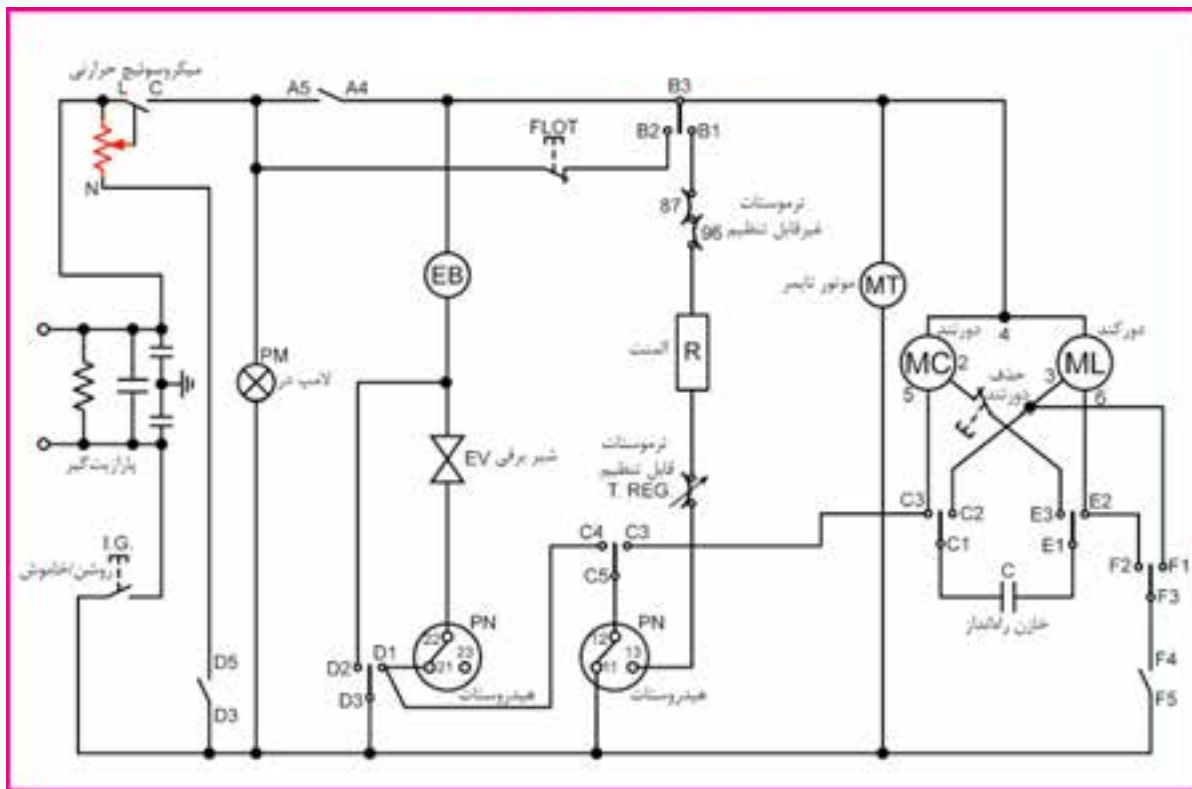 میکروسوئیچ حرارتی
L C
A5 A4
B3
FLOT
B2 B1
N
87
ترموستات
غیرقابل تنظیم
95
EB
موتور تایمر MT
4
دورتند
دورکند
MC 2
3 ML
حذف
دورتند
5
6
PM
لامپ در
المنت R
پارازیت‌گیر
شیر برقی EV
ترموستات
قابل تنظیم
T. REG.
C3 C2 E3 E2
C1 E1
C4 C3
C5
C
خازن راه‌انداز
F2 F1
F3
I.G.
روشن/خاموش
PN
22
21 23
هیدروستات
PN
12
11 13
هیدروستات
D5
D3
D2 D1
D3
F4
F5